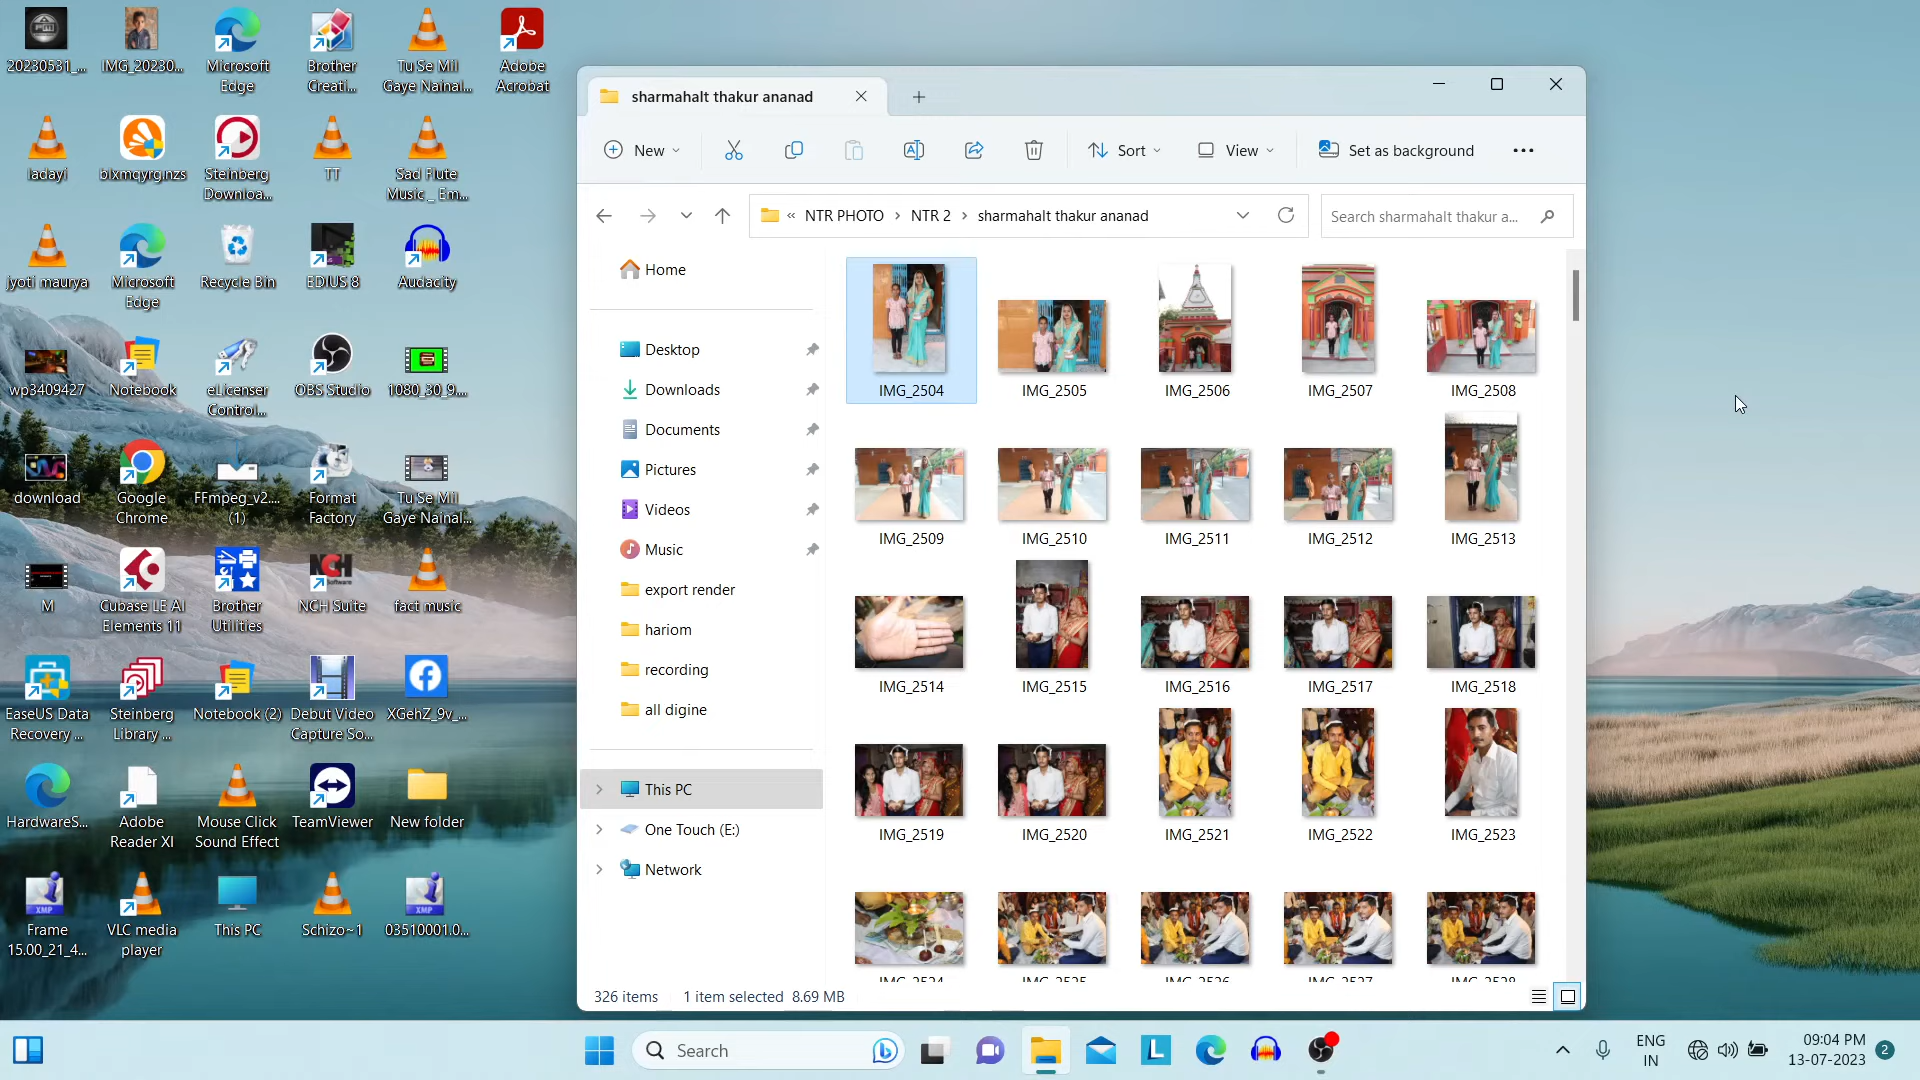 20230531_...
IMG_20230...
Microsoft
Edge
Brother
Creati...
Tu Se Mil
Gaye Nainal...
Adobe
Acrobat
ladayi
blxmqyrginzs
Steinberg
Downloa...
TT
Sad Flute
Music _ Em...
jyoti maurya
Microsoft
Edge
Recycle Bin
EDIUS 8
Audacity
wp3409427
Notebook
eLicenser
Control...
OBS Studio
1080_30_9....
download
Google
Chrome
FFmpeg_v2....
(1)
Format
Factory
Tu Se Mil
Gaye Nainal...
M
Cubase LE AI
Elements 11
Brother
Utilities
NCH Suite
fact music
EaseUS Data
Recovery ...
Steinberg
Library ...
Notebook (2)
Debut Video
Capture So...
XGehZ_9v_...
HardwareS...
Adobe
Reader XI
Mouse Click
Sound Effect
TeamViewer
New folder
Frame
15.00_21_4...
VLC media
player
This PC
Schizo~1
03510001.0...
sharmahalt thakur ananad
New
Sort
View
Set as background
« NTR PHOTO > NTR 2 > sharmahalt thakur ananad
Search sharmahalt thakur a...
Home
Desktop
Downloads
Documents
Pictures
Videos
Music
export render
hariom
recording
all digine
This PC
One Touch (E:)
Network
IMG_2504
IMG_2505
IMG_2506
IMG_2507
IMG_2508
IMG_2509
IMG_2510
IMG_2511
IMG_2512
IMG_2513
IMG_2514
IMG_2515
IMG_2516
IMG_2517
IMG_2518
IMG_2519
IMG_2520
IMG_2521
IMG_2522
IMG_2523
IMG_2524
IMG_2525
IMG_2526
IMG_2527
IMG_2528
326 items 1 item selected 8.69 MB
Search
ENG
IN
09:04 PM
13-07-2023
2